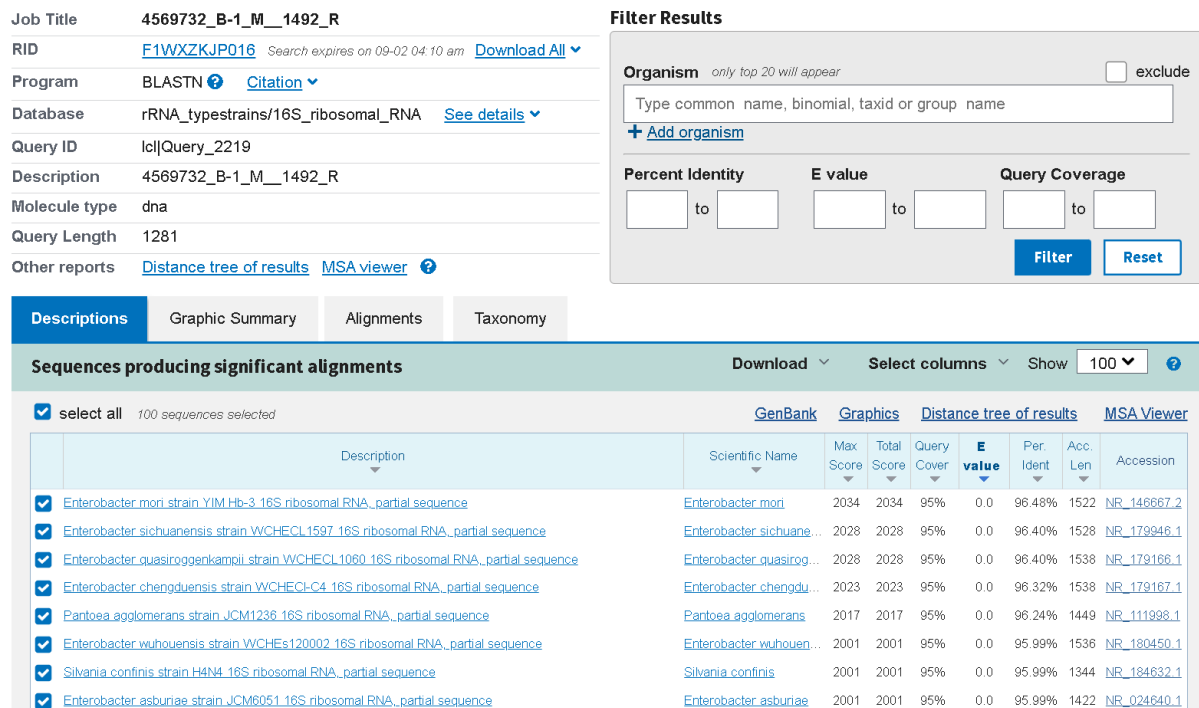 Job Title 4569732_B-1_M__1492_R
RID F1WXZKJP016 Search expires on 09-02 04:10 am Download All
Program BLASTN ? Citation
Database rRNA_typestrains/16S_ribosomal_RNA See details
Query ID lcl|Query_2219
Description 4569732_B-1_M__1492_R
Molecule type dna
Query Length 1281
Other reports Distance tree of results MSA viewer ?
Filter Results
Organism only top 20 will appear exclude
Type common name, binomial, taxid or group name
+ Add organism
Percent Identity E value Query Coverage
to to to
Filter Reset
Descriptions Graphic Summary Alignments Taxonomy
Sequences producing significant alignments Download Select columns Show 100 ?
select all 100 sequences selected GenBank Graphics Distance tree of results MSA Viewer
Description Scientific Name Max Score Total Score Query Cover E value Per. Ident Acc. Len Accession
Enterobacter mori strain YIM Hb-3 16S ribosomal RNA, partial sequence Enterobacter mori 2034 2034 95% 0.0 96.48% 1522 NR_146667.2
Enterobacter sichuanensis strain WCHECL1597 16S ribosomal RNA, partial sequence Enterobacter sichuane... 2028 2028 95% 0.0 96.40% 1528 NR_179946.1
Enterobacter quasiroggenkampii strain WCHECL1060 16S ribosomal RNA, partial sequence Enterobacter quasirog... 2028 2028 95% 0.0 96.40% 1538 NR_179166.1
Enterobacter chengduensis strain WCHECl-C4 16S ribosomal RNA, partial sequence Enterobacter chengdu... 2023 2023 95% 0.0 96.32% 1538 NR_179167.1
Pantoea agglomerans strain JCM1236 16S ribosomal RNA, partial sequence Pantoea agglomerans 2017 2017 95% 0.0 96.24% 1449 NR_111998.1
Enterobacter wuhouensis strain WCHEs120002 16S ribosomal RNA, partial sequence Enterobacter wuhouen... 2001 2001 95% 0.0 95.99% 1536 NR_180450.1
Silvania confinis strain H4N4 16S ribosomal RNA, partial sequence Silvania confinis 2001 2001 95% 0.0 95.99% 1344 NR_184632.1
Enterobacter asburiae strain JCM6051 16S ribosomal RNA, partial sequence Enterobacter asburiae 2001 2001 95% 0.0 95.99% 1422 NR_024640.1